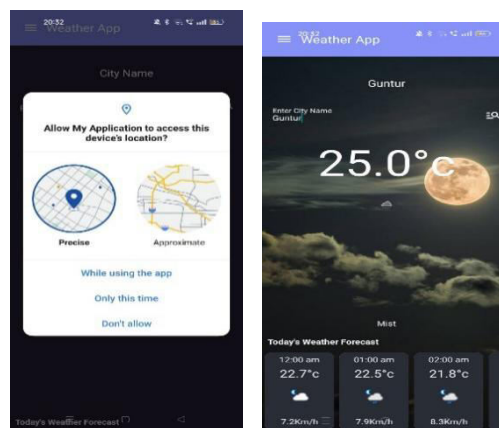 20:52
Weather App
City Name
Allow My Application to access this
device's location?
Precise
Approximate
While using the app
Only this time
Don't allow
Today's Weather Forecast
20:52
Weather App
Guntur
Enter City Name
Guntur
25.0°c
Mist
Today's Weather Forecast
12:00 am
01:00 am
02:00 am
22.7°c
22.5°c
21.8°c
7.2Km/h
7.9Km/h
8.3Km/h